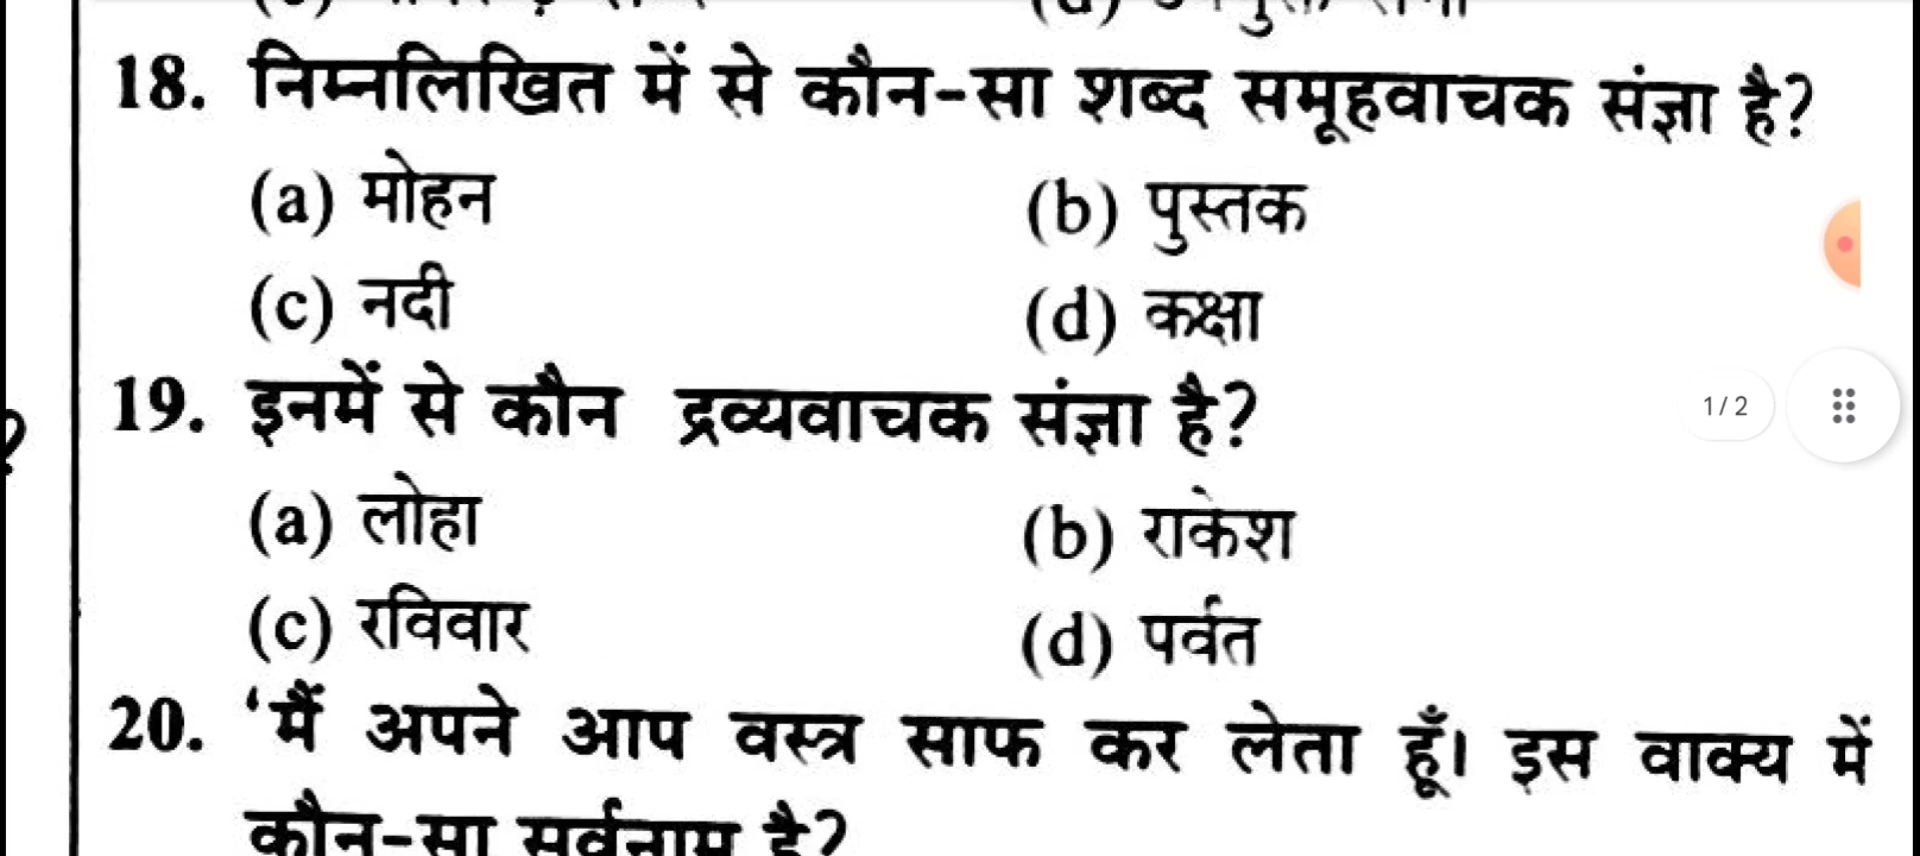 18. निम्नलिखित में से कौन-सा शब्द समूहवाचक संज्ञा है?
(a) मोहन (b) पुस्तक
(c) नदी (d) कक्षा
19. इनमें से कौन द्रव्यवाचक संज्ञा है?
(a) लोहा (b) राकेश
1/2
(c) रविवार (d) पर्वत
20. 'मैं अपने आप वस्त्र साफ कर लेता हूँ। इस वाक्य में
कौन-सा सर्वनाम है?